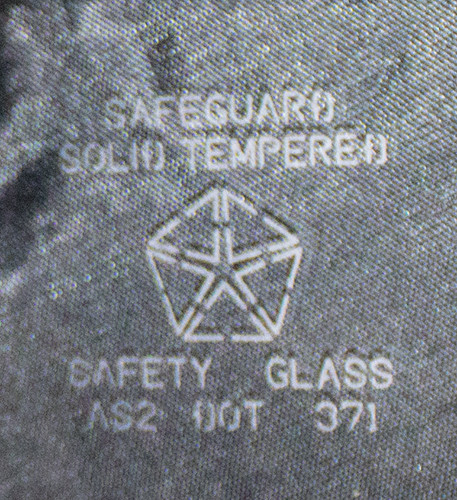 SAFEGUARD
SOLID TEMPERED
SAFETY GLASS
AS2 DOT 371